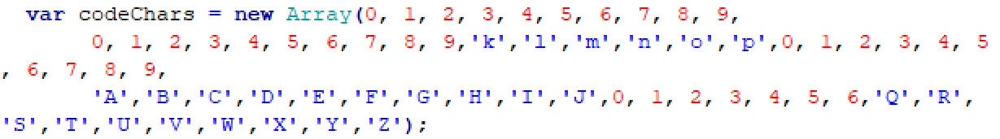 var codeChars = new Array(0, 1, 2, 3, 4, 5, 6, 7, 8, 9,
0, 1, 2, 3, 4, 5, 6, 7, 8, 9,'k','l','m','n','o','p',0, 1, 2, 3, 4, 5
, 6, 7, 8, 9,
'A','B','C','D','E','F','G','H','I','J',0, 1, 2, 3, 4, 5, 6,'Q','R',
'S','T','U','V','W','X','Y','Z');